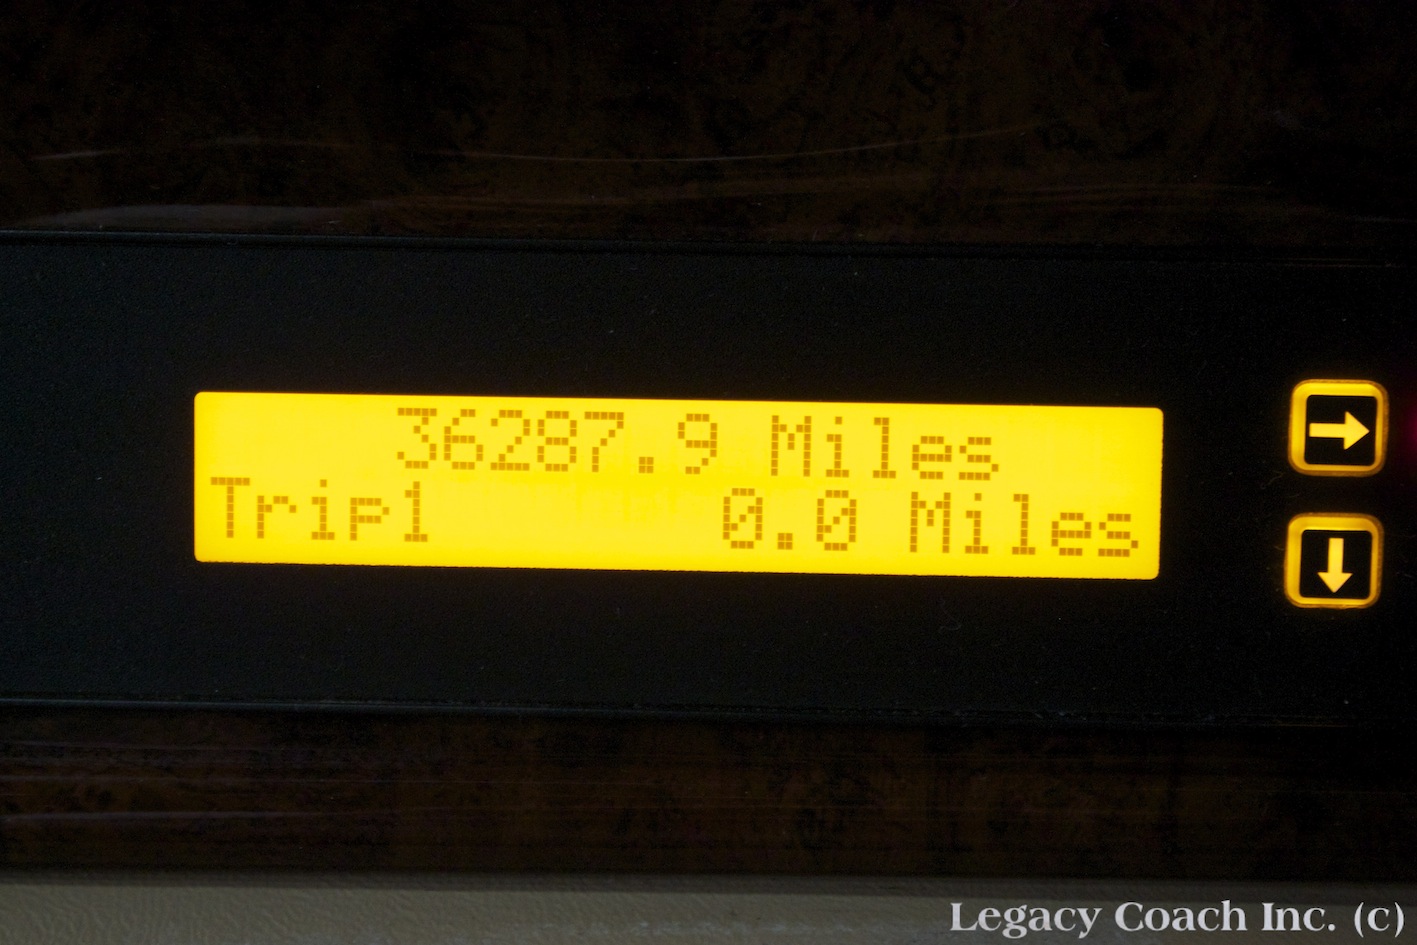 36287.9 Miles
Trip1 0.0 Miles
Legacy Coach Inc. (c)